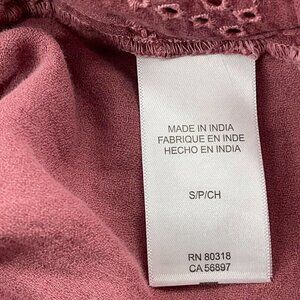 MADE IN INDIA
FABRIQUE EN INDE
HECHO EN INDIA
S/P/CH
RN 80318
CA 56897